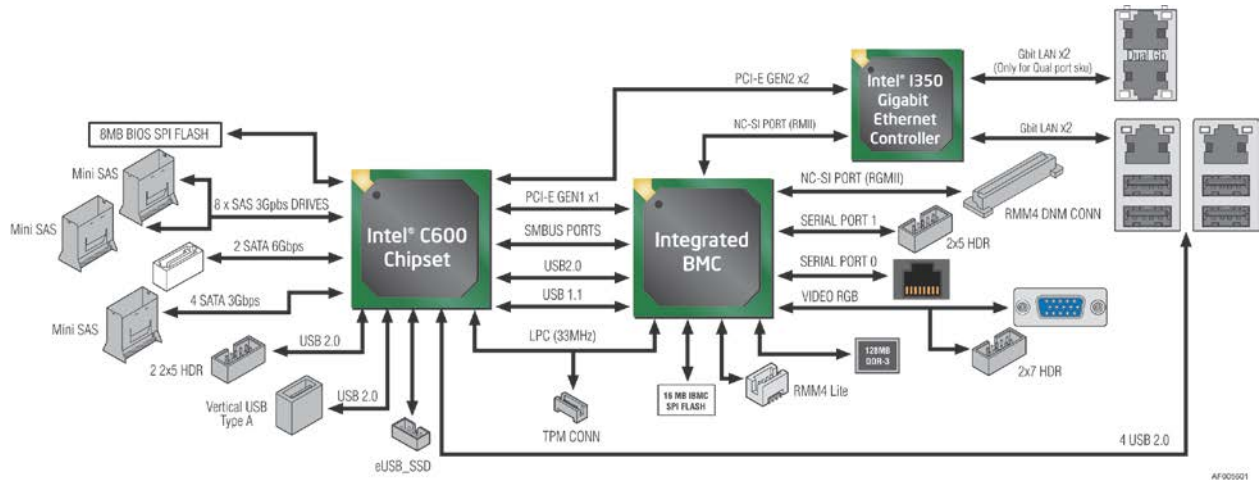 Gbit LAN x2
(Only for Qual port sku)
Dual Gb
PCI-E GEN2 x2
Intel® I350
Gigabit
Ethernet
Controller
NC-SI PORT (RMII)
Gbit LAN x2
8MB BIOS SPI FLASH
Mini SAS
8 x SAS 3Gpbs DRIVES
Mini SAS
2 SATA 6Gbps
4 SATA 3Gbps
Mini SAS
Intel® C600
Chipset
PCI-E GEN1 x1
SMBUS PORTS
USB2.0
USB 1.1
LPC (33MHz)
Integrated
BMC
NC-SI PORT (RGMII)
RMM4 DNM CONN
SERIAL PORT 1
2x5 HDR
SERIAL PORT 0
VIDEO RGB
2x7 HDR
128MB
DDR-3
RMM4 Lite
16 MB IBMC
SPI FLASH
TPM CONN
USB 2.0
2 2x5 HDR
USB 2.0
Vertical USB
Type A
eUSB_SSD
4 USB 2.0
AF005601